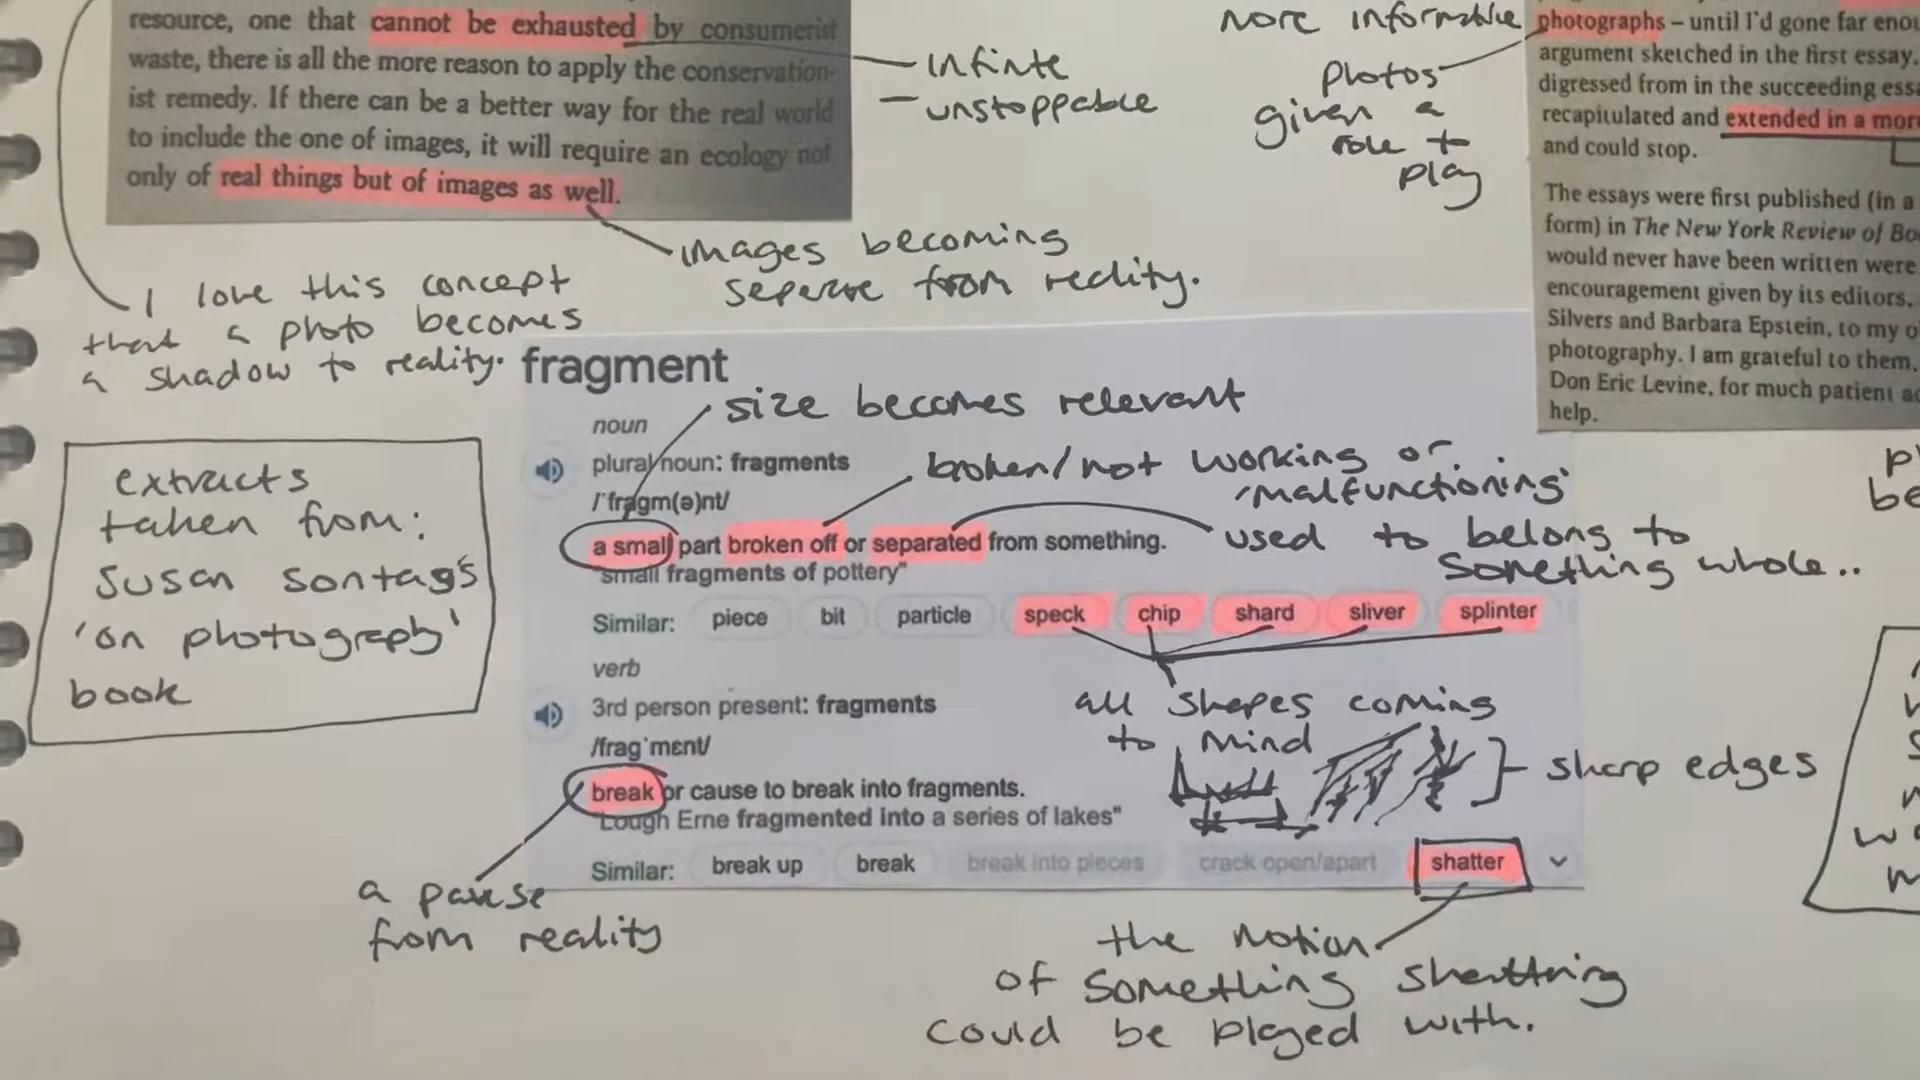 resource, one that cannot be exhausted by consumerist
waste, there is all the more reason to apply the conservation-
ist remedy. If there can be a better way for the real world
to include the one of images, it will require an ecology not
only of real things but of images as well.
- Infinte
- unstoppable
images becoming
seperate from reality.
I love this concept
that a photo becomes
a shadow to reality.
more informative
photos
given a
role to
play
photographs – until I'd gone far enou
argument sketched in the first essay,
digressed from in the succeeding essa
recapitulated and extended in a more
and could stop.
The essays were first published (in a
form) in The New York Review of Bo
would never have been written were
encouragement given by its editors,
Silvers and Barbara Epstein, to my o
photography. I am grateful to them,
Don Eric Levine, for much patient ad
help.
extracts
taken from:
Susan sontag's
'on photography'
book
fragment
size becomes relevant
noun
plural noun: fragments
/ˈfraɡm(ə)nt/
broken/not working or
'malfunctioning'
a small part broken off or separated from something.
used to belong to
something whole..
"small fragments of pottery"
Similar: piece bit particle speck chip shard sliver splinter
verb
3rd person present: fragments
/fraɡˈmɛnt/
all shapes coming
to mind
sharp edges
break or cause to break into fragments.
"Lough Erne fragmented into a series of lakes"
Similar: break up break break into pieces crack open/apart shatter
a pause
from reality
the notion
of something shattring
could be played with.